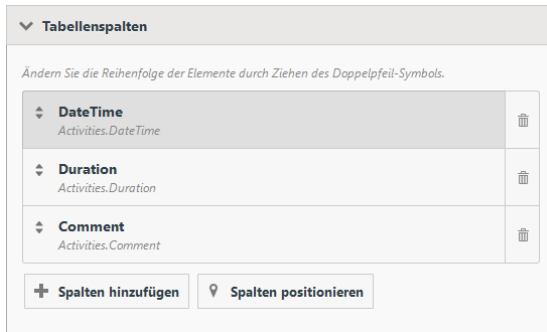 Tabellenspalten
Ändern Sie die Reihenfolge der Elemente durch Ziehen des Doppelpfeil-Symbols.
DateTime
Activities.DateTime
Duration
Activities.Duration
Comment
Activities.Comment
Spalten hinzufügen Spalten positionieren